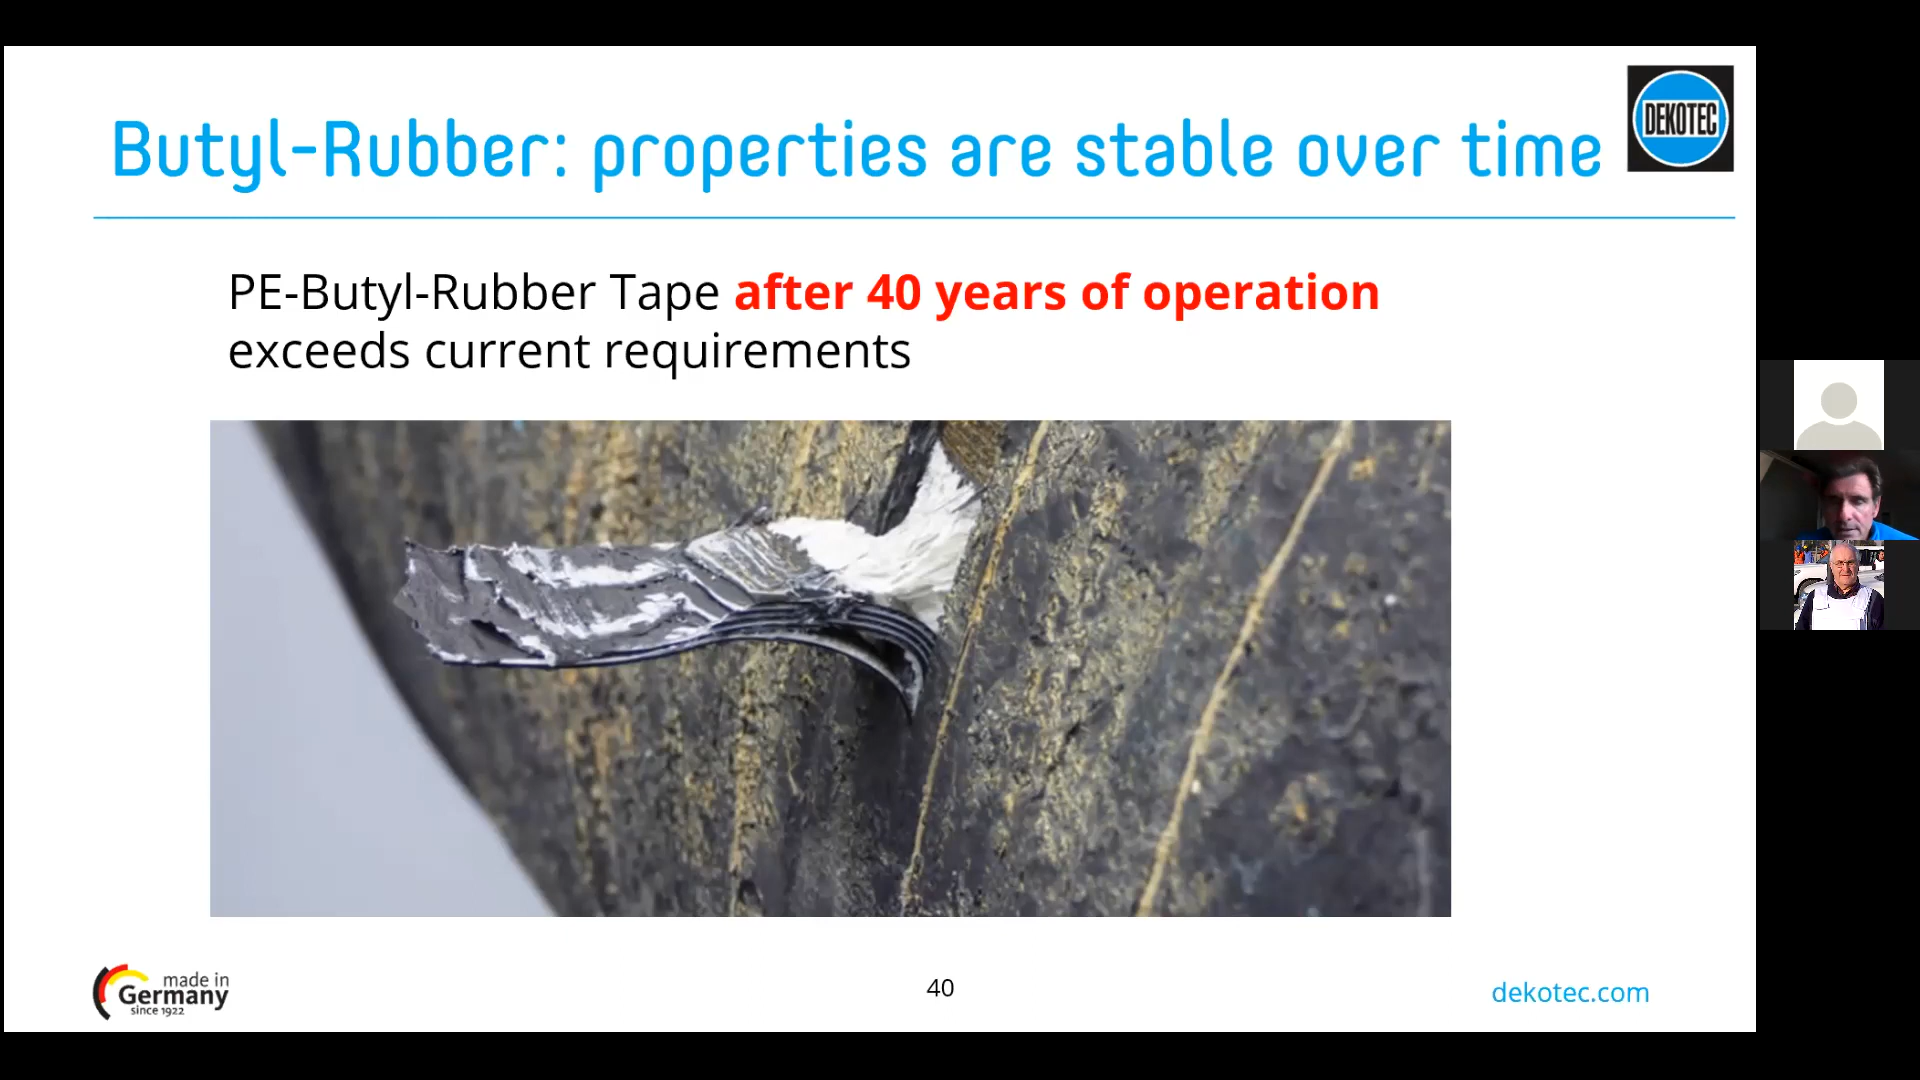 Butyl-Rubber: properties are stable over time
DEKOTEC
PE-Butyl-Rubber Tape after 40 years of operation
exceeds current requirements
made in
Germany
since 1922
40
dekotec.com